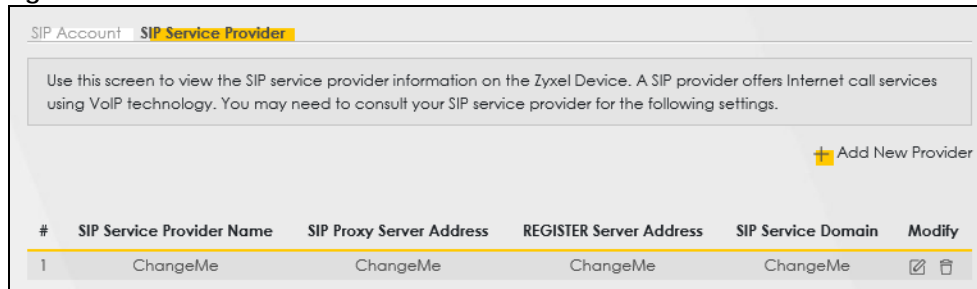 SIP Account SIP Service Provider
Use this screen to view the SIP service provider information on the Zyxel Device. A SIP provider offers Internet call services
using VoIP technology. You may need to consult your SIP service provider for the following settings.
+ Add New Provider
# SIP Service Provider Name SIP Proxy Server Address REGISTER Server Address SIP Service Domain Modify
1 ChangeMe ChangeMe ChangeMe ChangeMe